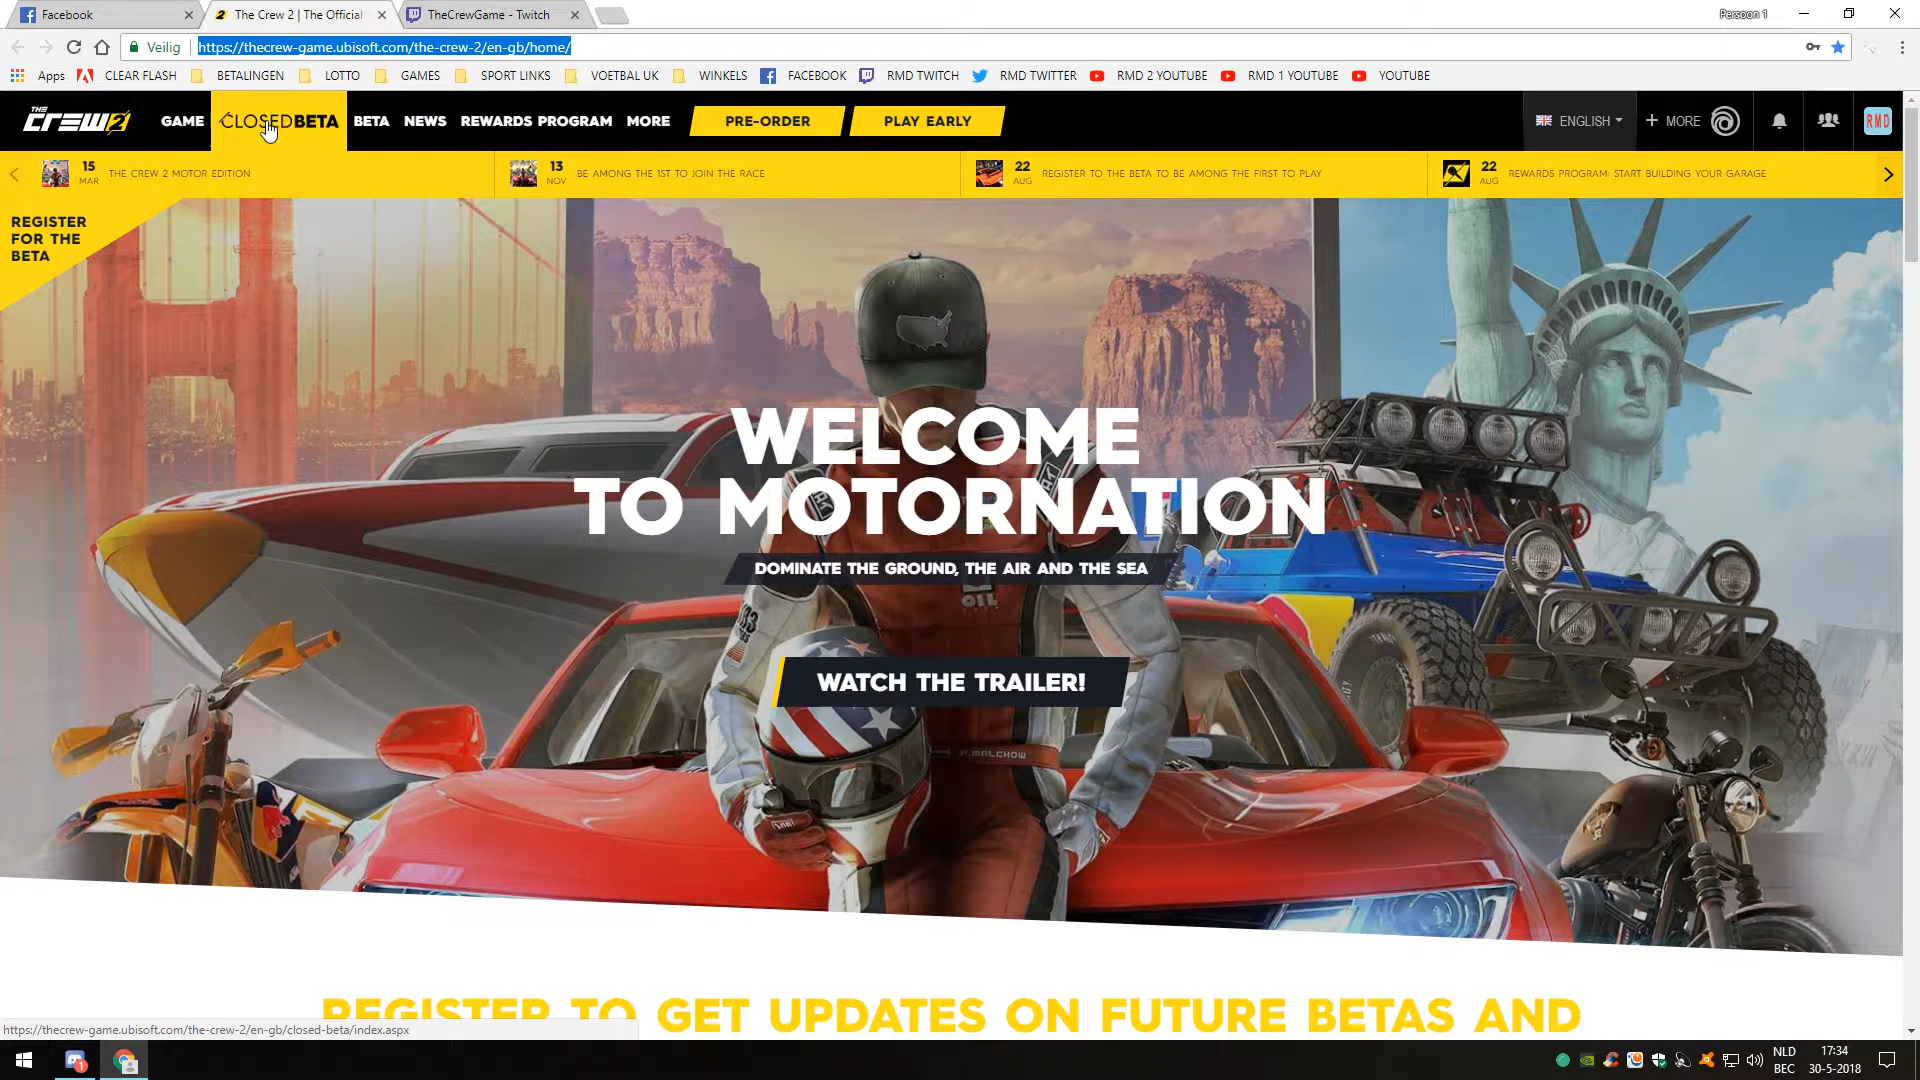 Facebook
The Crew 2 | The Official
TheCrewGame - Twitch
Persoon 1
Veilig
https://thecrew-game.ubisoft.com/the-crew-2/en-gb/home/
Apps
CLEAR FLASH
BETALINGEN
LOTTO
GAMES
SPORT LINKS
VOETBAL UK
WINKELS
FACEBOOK
RMD TWITCH
RMD TWITTER
RMD 2 YOUTUBE
RMD 1 YOUTUBE
YOUTUBE
THE CREW 2
GAME
CLOSEDBETA
BETA
NEWS
REWARDS PROGRAM
MORE
PRE-ORDER
PLAY EARLY
ENGLISH
+ MORE
RMD
15 MAR
THE CREW 2 MOTOR EDITION
13 NOV
BE AMONG THE 1ST TO JOIN THE RACE
22 AUG
REGISTER TO THE BETA TO BE AMONG THE FIRST TO PLAY
22 AUG
REWARDS PROGRAM: START BUILDING YOUR GARAGE
REGISTER
FOR THE
BETA
WELCOME
TO MOTORNATION
DOMINATE THE GROUND, THE AIR AND THE SEA
OIL
WATCH THE TRAILER!
A.MALCHOW
REGISTER TO GET UPDATES ON FUTURE BETAS AND
https://thecrew-game.ubisoft.com/the-crew-2/en-gb/closed-beta/index.aspx
NLD
BEC
17:34
30-5-2018